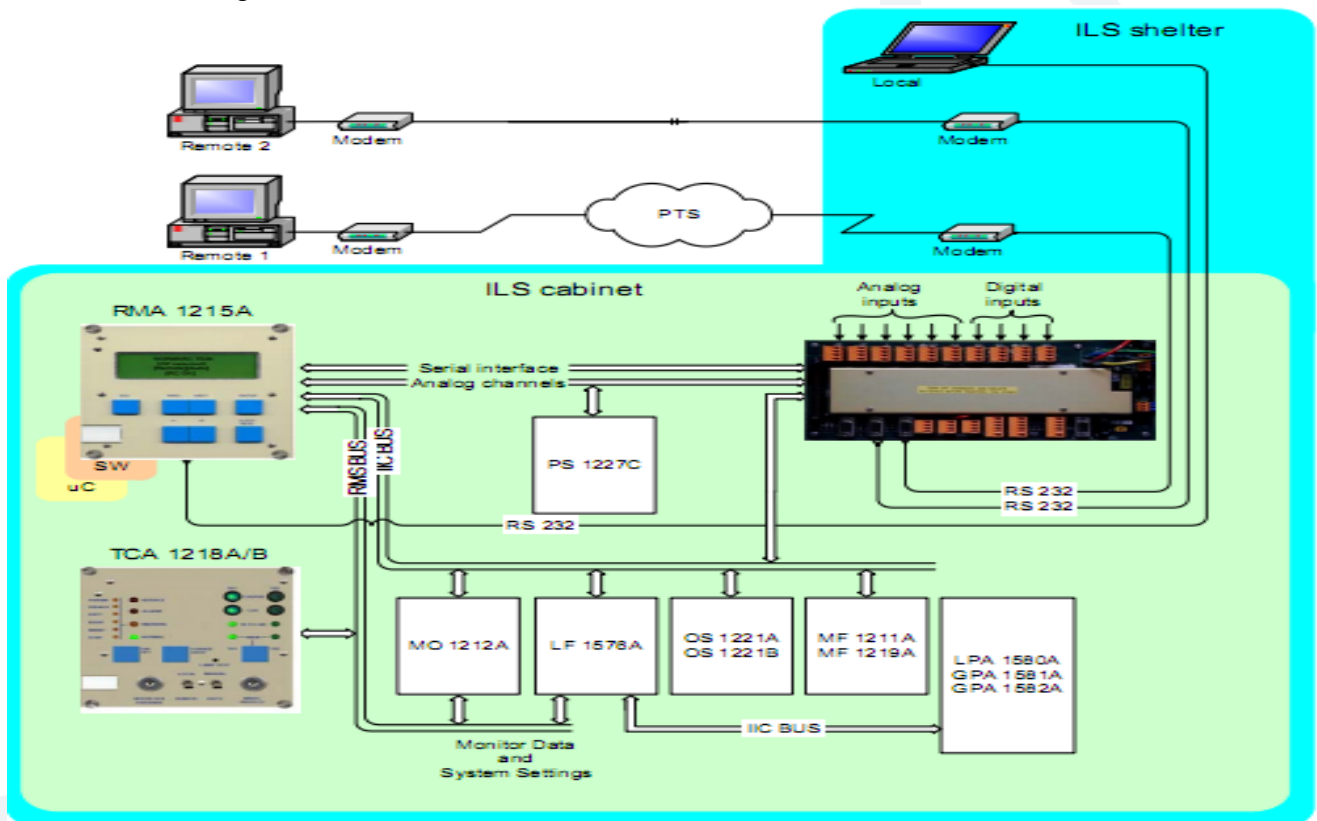 ILS shelter
Local
Remote 2
Modem
Modem
PTS
Remote 1
Modem
Modem
ILS cabinet
RMA 1215A
Analog
inputs
Digital
inputs
Serial interface
Analog channels
RMS BUS
IIC BUS
PS 1227C
SW
uC
RS 232
RS 232
RS 232
TCA 1218A/B
MO 1212A
LF 1576A
OS 1221A
OS 1221B
MF 1211A
MF 1219A
LPA 1580A
GPA 1581A
GPA 1582A
IIC BUS
Monitor Data
and
System Settings